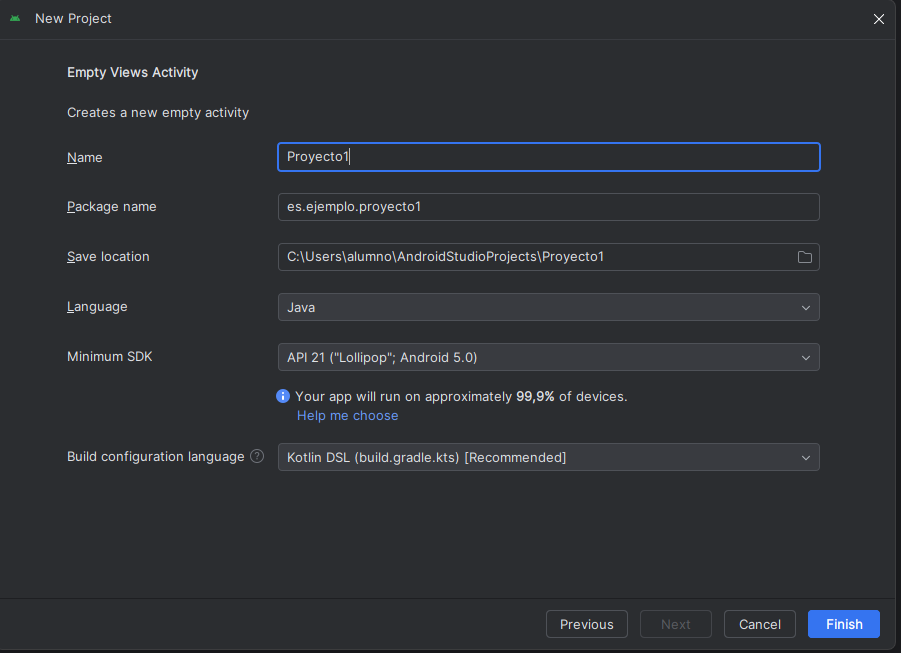 New Project
Empty Views Activity
Creates a new empty activity
Name Proyecto1
Package name es.ejemplo.proyecto1
Save location C:\Users\alumno\AndroidStudioProjects\Proyecto1
Language Java
Minimum SDK API 21 ("Lollipop"; Android 5.0)
Your app will run on approximately 99,9% of devices.
Help me choose
Build configuration language ? Kotlin DSL (build.gradle.kts) [Recommended]
Previous Next Cancel Finish